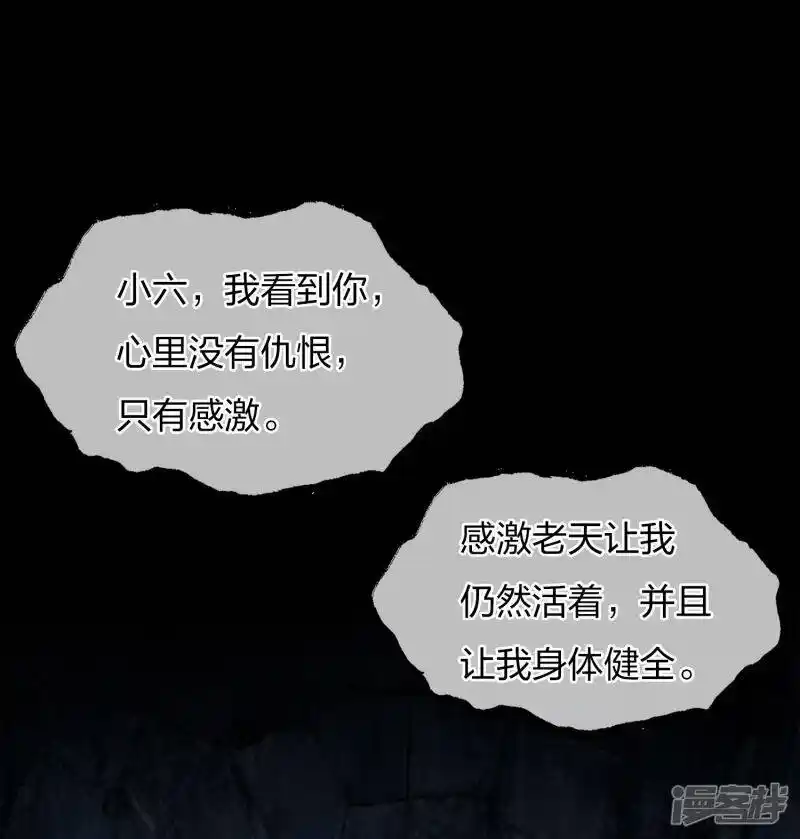 小六，我看到你，
心里没有仇恨，
只有感激。
感激老天让我
仍然活着，并且
让我身体健全。
漫客栈